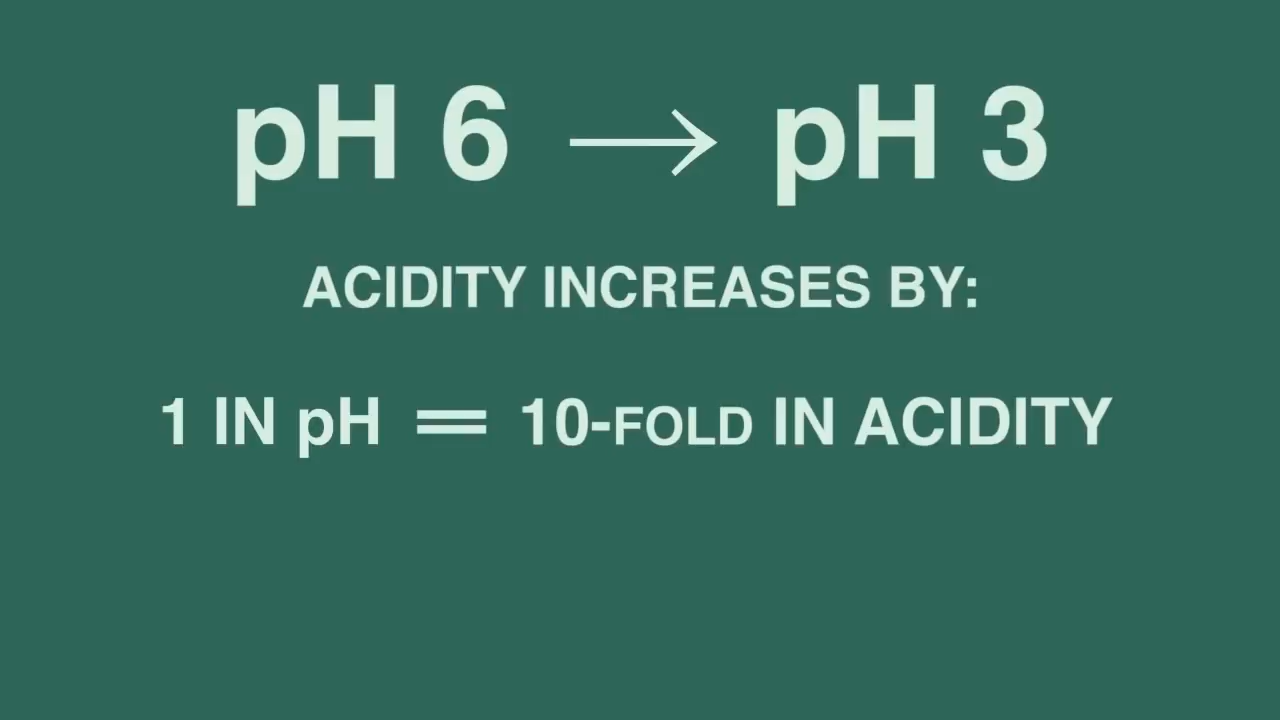 pH 6 → pH 3
ACIDITY INCREASES BY:
1 IN pH = 10-FOLD IN ACIDITY